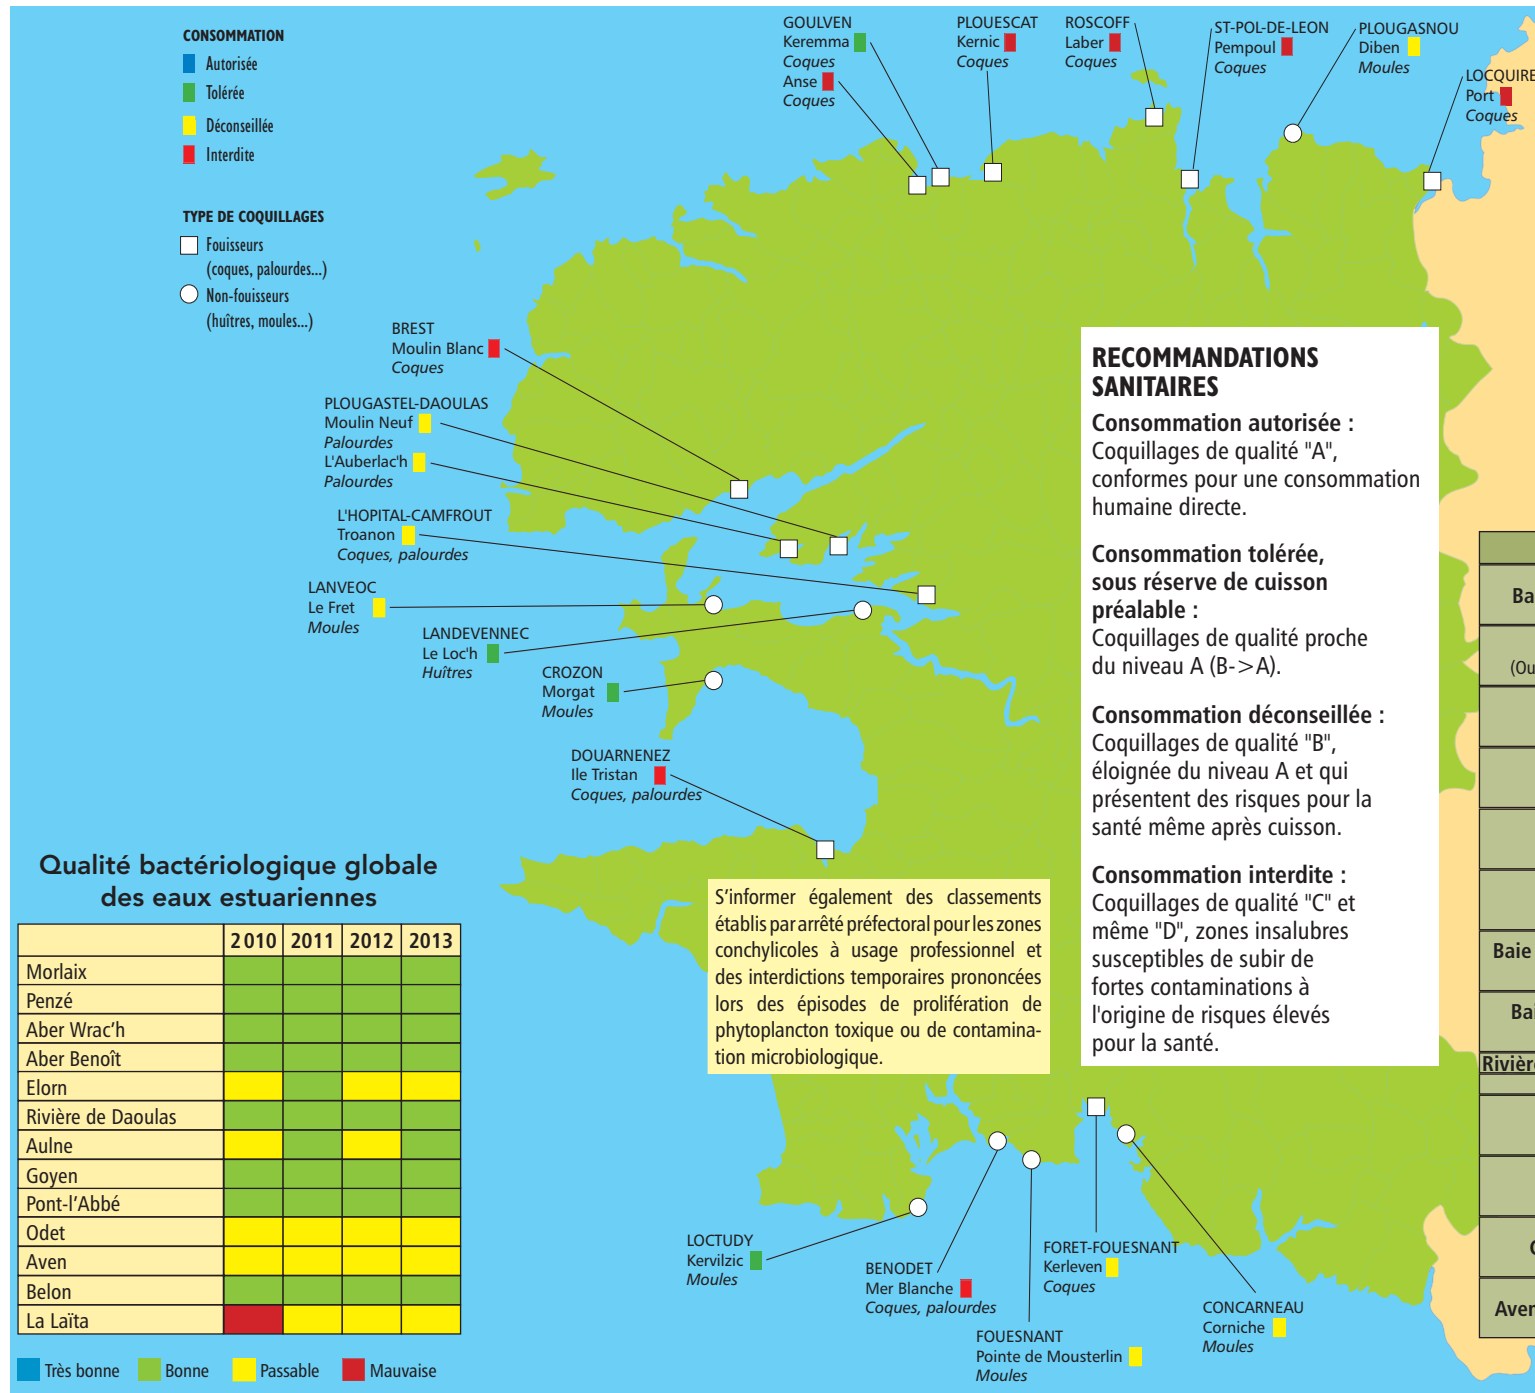 CONSOMMATION
Autorisée
Tolérée
Déconseillée
Interdite
TYPE DE COQUILLAGES
Fouisseurs
(coques, palourdes...)
Non-fouisseurs
(huîtres, moules...)
GOULVEN
Keremma
Coques
Anse
Coques
PLOUESCAT
Kernic
Coques
ROSCOFF
Laber
Coques
ST-POL-DE-LEON
Pempoul
Coques
PLOUGASNOU
Diben
Moules
LOCQUIRE
Port
Coques
BREST
Moulin Blanc
Coques
PLOUGASTEL-DAOULAS
Moulin Neuf
Palourdes
L'Auberlac'h
Palourdes
L'HOPITAL-CAMFROUT
Troanon
Coques, palourdes
LANVEOC
Le Fret
Moules
LANDEVENNEC
Le Loc'h
Huîtres
CROZON
Morgat
Moules
DOUARNENEZ
Ile Tristan
Coques, palourdes
RECOMMANDATIONS
SANITAIRES
Consommation autorisée :
Coquillages de qualité "A",
conformes pour une consommation
humaine directe.
Consommation tolérée,
sous réserve de cuisson
préalable :
Coquillages de qualité proche
du niveau A (B->A).
Consommation déconseillée :
Coquillages de qualité "B",
éloignée du niveau A et qui
présentent des risques pour la
santé même après cuisson.
Consommation interdite :
Coquillages de qualité "C" et
même "D", zones insalubres
susceptibles de subir de
fortes contaminations à
l'origine de risques élevés
pour la santé.
S'informer également des classements
établis par arrêté préfectoral pour les zones
conchylicoles à usage professionnel et
des interdictions temporaires prononcées
lors des épisodes de prolifération de
phytoplancton toxique ou de contamina-
tion microbiologique.
Qualité bactériologique globale
des eaux estuariennes
2010 2011 2012 2013
Morlaix
Penzé
Aber Wrac'h
Aber Benoît
Elorn
Rivière de Daoulas
Aulne
Goyen
Pont-l'Abbé
Odet
Aven
Belon
La Laïta
Très bonne Bonne Passable Mauvaise
LOCTUDY
Kervilzic
Moules
BENODET
Mer Blanche
Coques, palourdes
FOUESNANT
Pointe de Mousterlin
Moules
FORET-FOUESNANT
Kerleven
Coques
CONCARNEAU
Corniche
Moules
Ba
(Ou
Baie
Bai
Rivièr
Aven